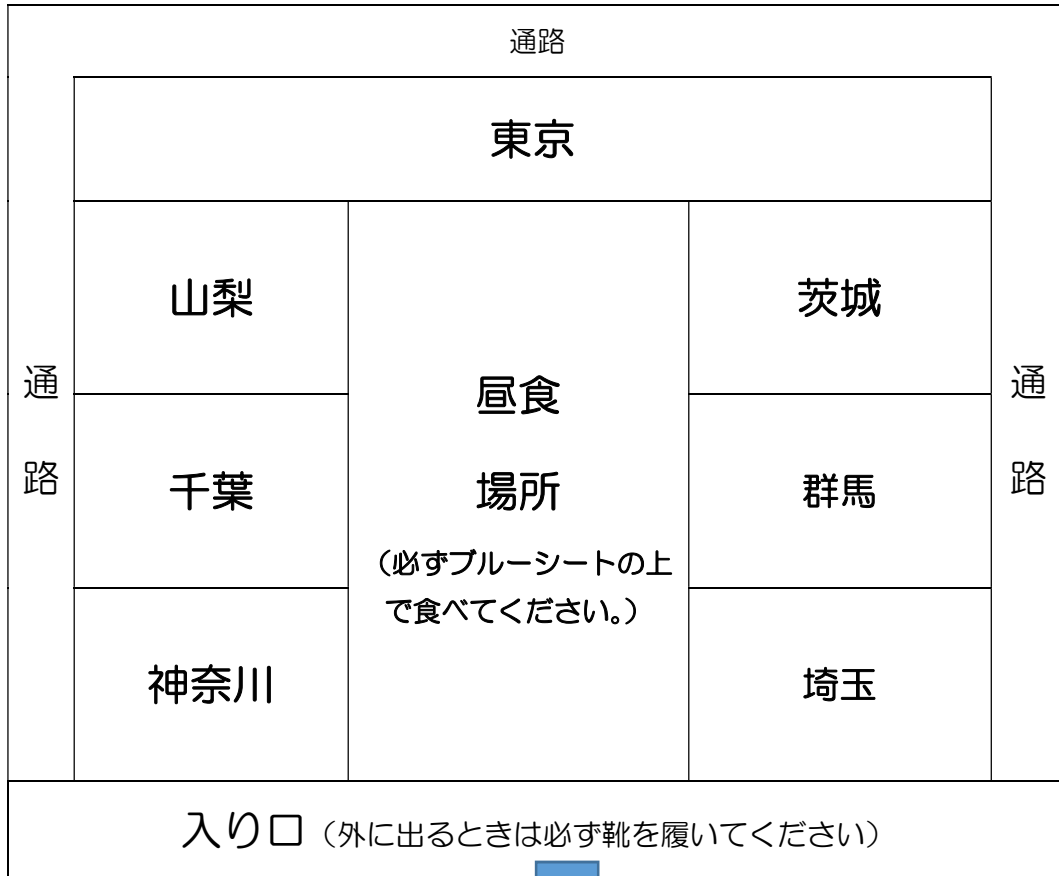 通路
東京
山梨
茨城
通路
昼食
場所
(必ずブルーシートの上
で食べてください。)
通路
千葉
群馬
神奈川
埼玉
入り口(外に出るときは必ず靴を履いてください)